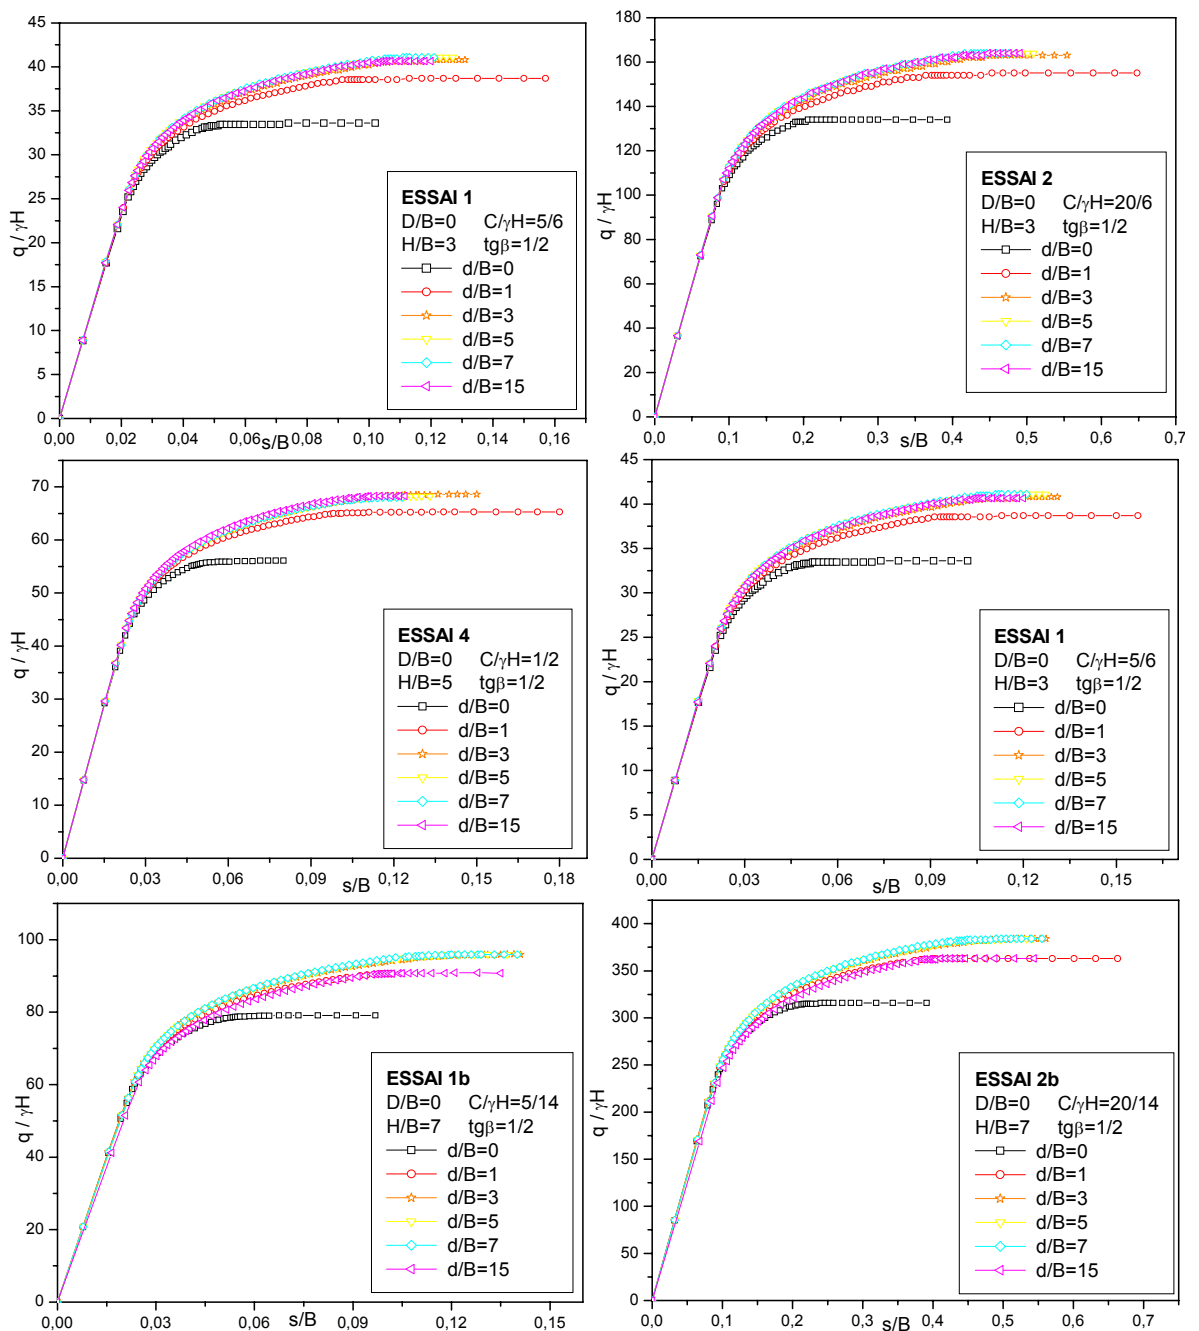 45
40
35
30
25
20
15
10
5
0
q / γH
0,00 0,02 0,04 0,06 0,08 0,10 0,12 0,14 0,16
s/B
ESSAI 1
D/B=0 C/γH=5/6
H/B=3 tgβ=1/2
d/B=0
d/B=1
d/B=3
d/B=5
d/B=7
d/B=15
180
160
140
120
100
80
60
40
20
0
q / γH
0,0 0,1 0,2 0,3 0,4 0,5 0,6 0,7
s/B
ESSAI 2
D/B=0 C/γH=20/6
H/B=3 tgβ=1/2
d/B=0
d/B=1
d/B=3
d/B=5
d/B=7
d/B=15
70
60
50
40
30
20
10
0
q / γH
0,00 0,03 0,06 0,09 0,12 0,15 0,18
s/B
ESSAI 4
D/B=0 C/γH=1/2
H/B=5 tgβ=1/2
d/B=0
d/B=1
d/B=3
d/B=5
d/B=7
d/B=15
45
40
35
30
25
20
15
10
5
0
q / γH
0,00 0,03 0,06 0,09 0,12 0,15
s/B
ESSAI 1
D/B=0 C/γH=5/6
H/B=3 tgβ=1/2
d/B=0
d/B=1
d/B=3
d/B=5
d/B=7
d/B=15
100
80
60
40
20
0
q / γH
0,00 0,03 0,06 0,09 0,12 0,15
s/B
ESSAI 1b
D/B=0 C/γH=5/14
H/B=7 tgβ=1/2
d/B=0
d/B=1
d/B=3
d/B=5
d/B=7
d/B=15
400
350
300
250
200
150
100
50
0
q / γH
0,0 0,1 0,2 0,3 0,4 0,5 0,6 0,7
s/B
ESSAI 2b
D/B=0 C/γH=20/14
H/B=7 tgβ=1/2
d/B=0
d/B=1
d/B=3
d/B=5
d/B=7
d/B=15